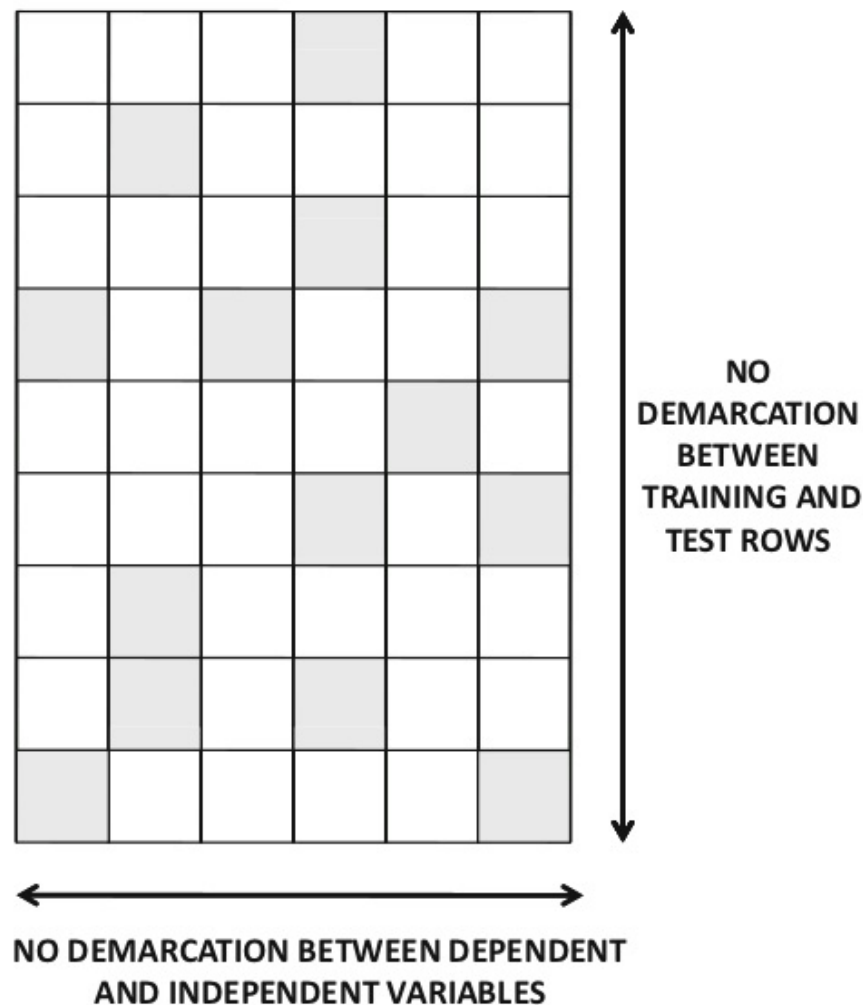 NO
DEMARCATION
BETWEEN
TRAINING AND
TEST ROWS
NO DEMARCATION BETWEEN DEPENDENT
AND INDEPENDENT VARIABLES